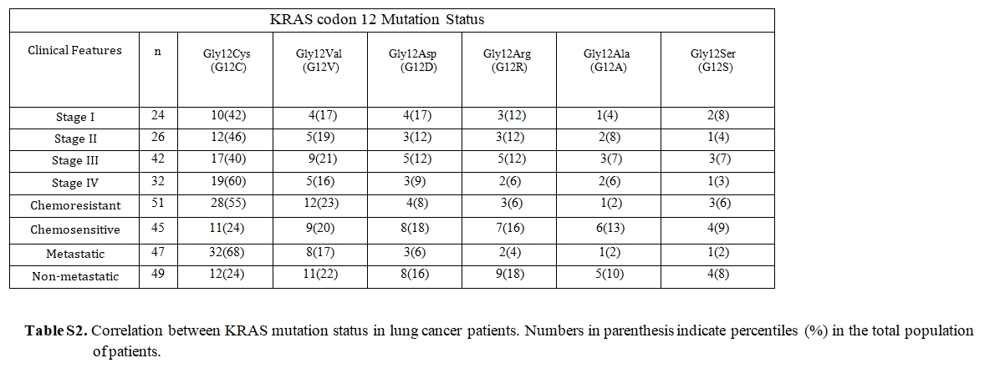 KRAS codon 12 Mutation Status
Clinical Features n Gly12Cys (G12C) Gly12Val (G12V) Gly12Asp (G12D) Gly12Arg (G12R) Gly12Ala (G12A) Gly12Ser (G12S)
Stage I 24 10(42) 4(17) 4(17) 3(12) 1(4) 2(8)
Stage II 26 12(46) 5(19) 3(12) 3(12) 2(8) 1(4)
Stage III 42 17(40) 9(21) 5(12) 5(12) 3(7) 3(7)
Stage IV 32 19(60) 5(16) 3(9) 2(6) 2(6) 1(3)
Chemoresistant 51 28(55) 12(23) 4(8) 3(6) 1(2) 3(6)
Chemosensitive 45 11(24) 9(20) 8(18) 7(16) 6(13) 4(9)
Metastatic 47 32(68) 8(17) 3(6) 2(4) 1(2) 1(2)
Non-metastatic 49 12(24) 11(22) 8(16) 9(18) 5(10) 4(8)
Table S2. Correlation between KRAS mutation status in lung cancer patients. Numbers in parenthesis indicate percentiles (%) in the total population
of patients.